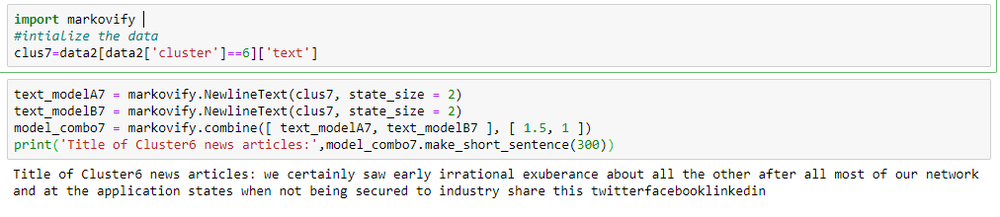 import markovify
#intialize the data
clus7=data2[data2['cluster']==6]['text']
text_modelA7 = markovify.NewlineText(clus7, state_size = 2)
text_modelB7 = markovify.NewlineText(clus7, state_size = 2)
model_combo7 = markovify.combine([ text_modelA7, text_modelB7 ], [ 1.5, 1 ])
print('Title of Cluster6 news articles:',model_combo7.make_short_sentence(300))
Title of Cluster6 news articles: we certainly saw early irrational exuberance about all the other after all most of our network
and at the application states when not being secured to industry share this twitterfacebooklinkedin